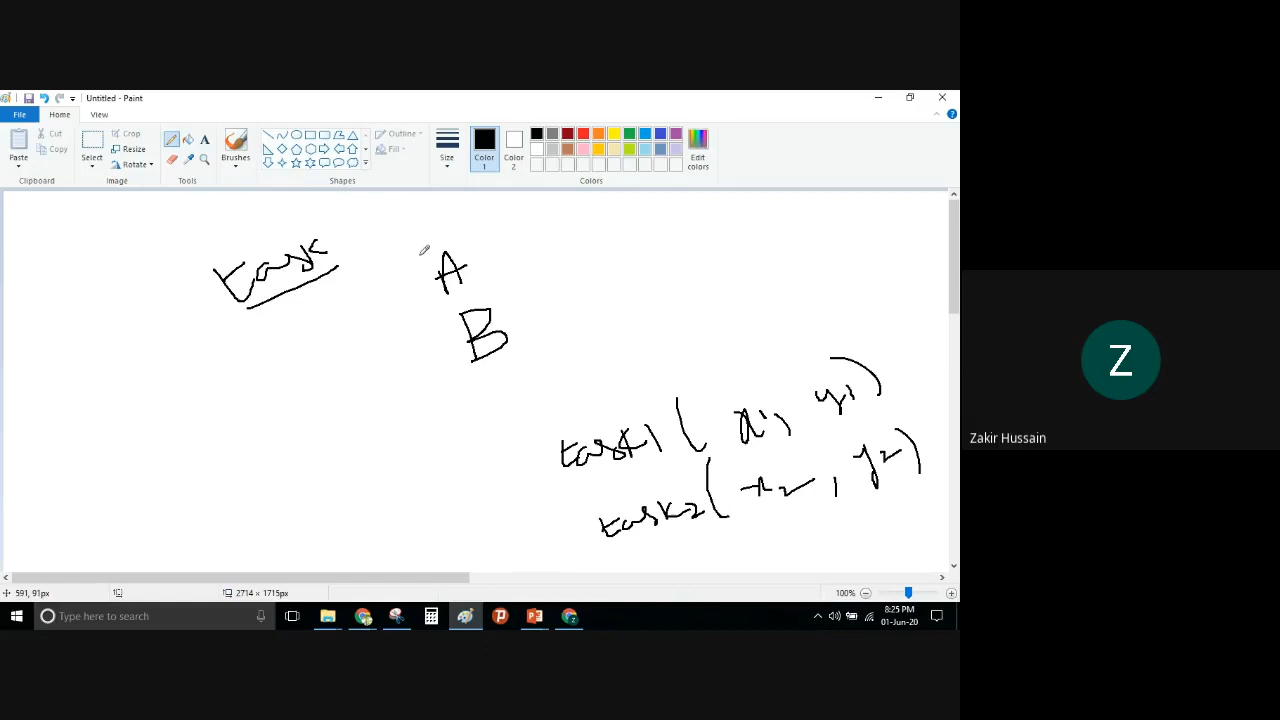 Untitled - Paint
File Home View
Cut
Copy
Paste
Clipboard
Crop
Resize
Rotate
Select
Image
Tools
Brushes
Shapes
Outline
Fill
Size
Color 1
Color 2
Edit colors
Colors
task
A
B
task1 ( x1, y1)
task2 ( x2, y2)
Z
Zakir Hussain
591, 91px
2714 × 1715px
100%
Type here to search
8:25 PM
01-Jun-20